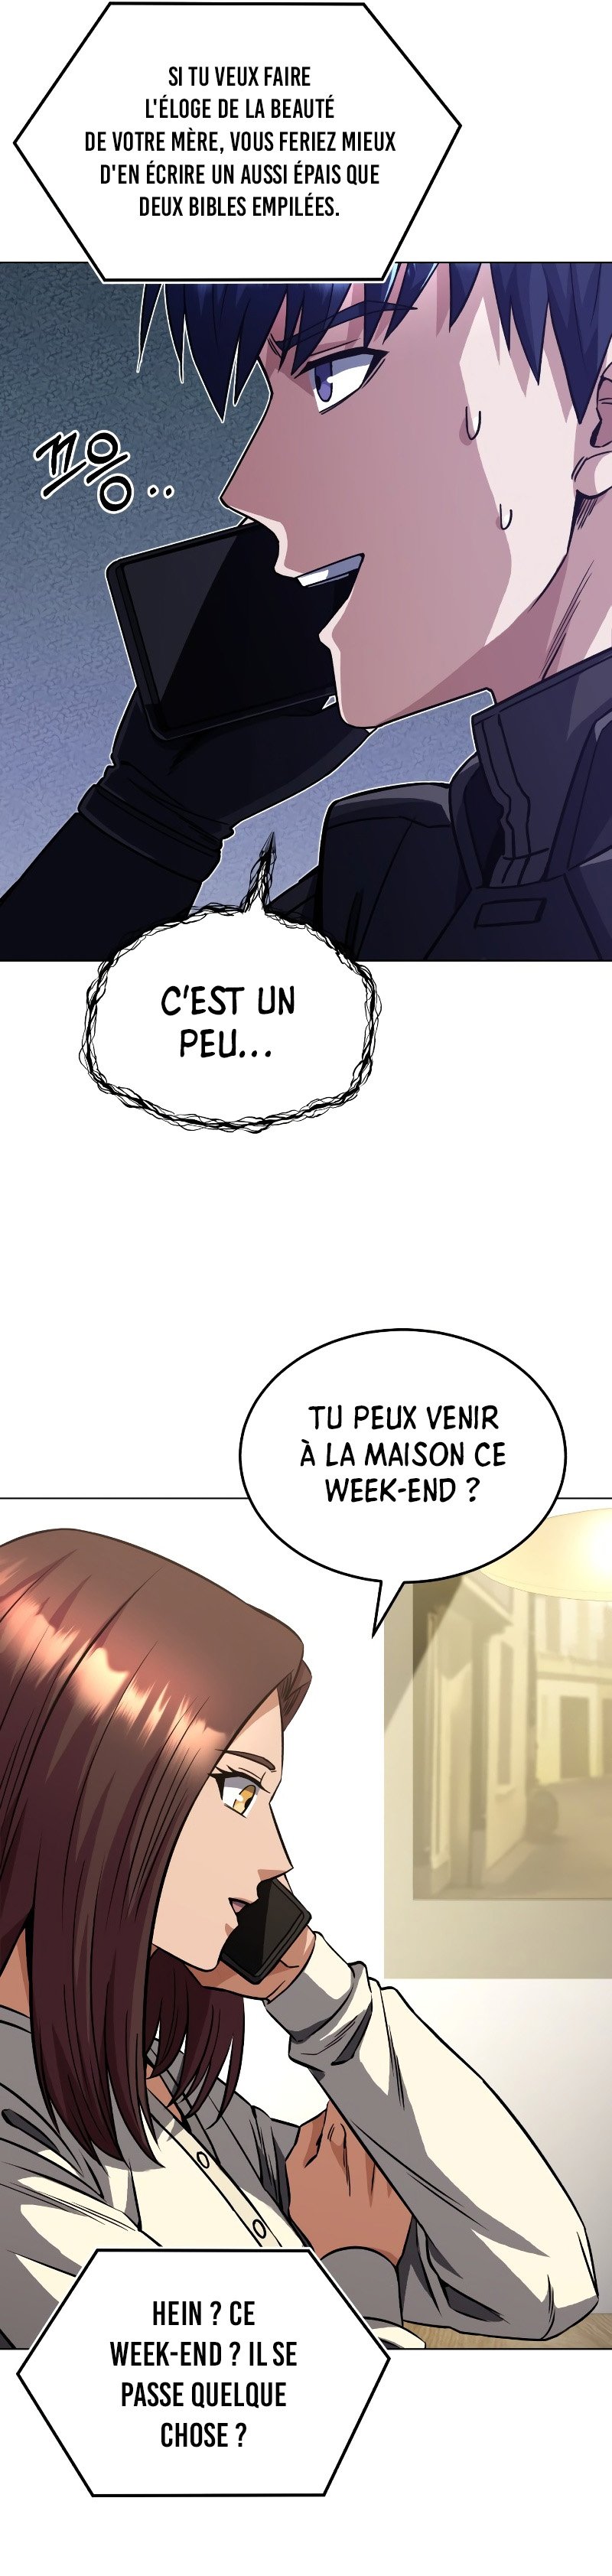 SI TU VEUX FAIRE
L'ÉLOGE DE LA BEAUTÉ
DE VOTRE MÈRE, VOUS FERIEZ MIEUX
D'EN ÉCRIRE UN AUSSI ÉPAIS QUE
DEUX BIBLES EMPILÉES.
끄응..
C'EST UN
PEU...
TU PEUX VENIR
À LA MAISON CE
WEEK-END ?
HEIN ? CE
WEEK-END ? IL SE
PASSE QUELQUE
CHOSE ?